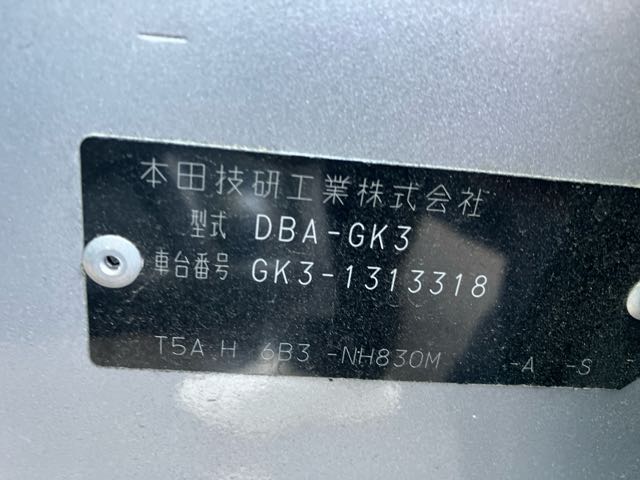 本田技研工業株式会社
型式 DBA-GK3
車台番号 GK3-1313318
T5A H 6B3 -NH830M -A -S